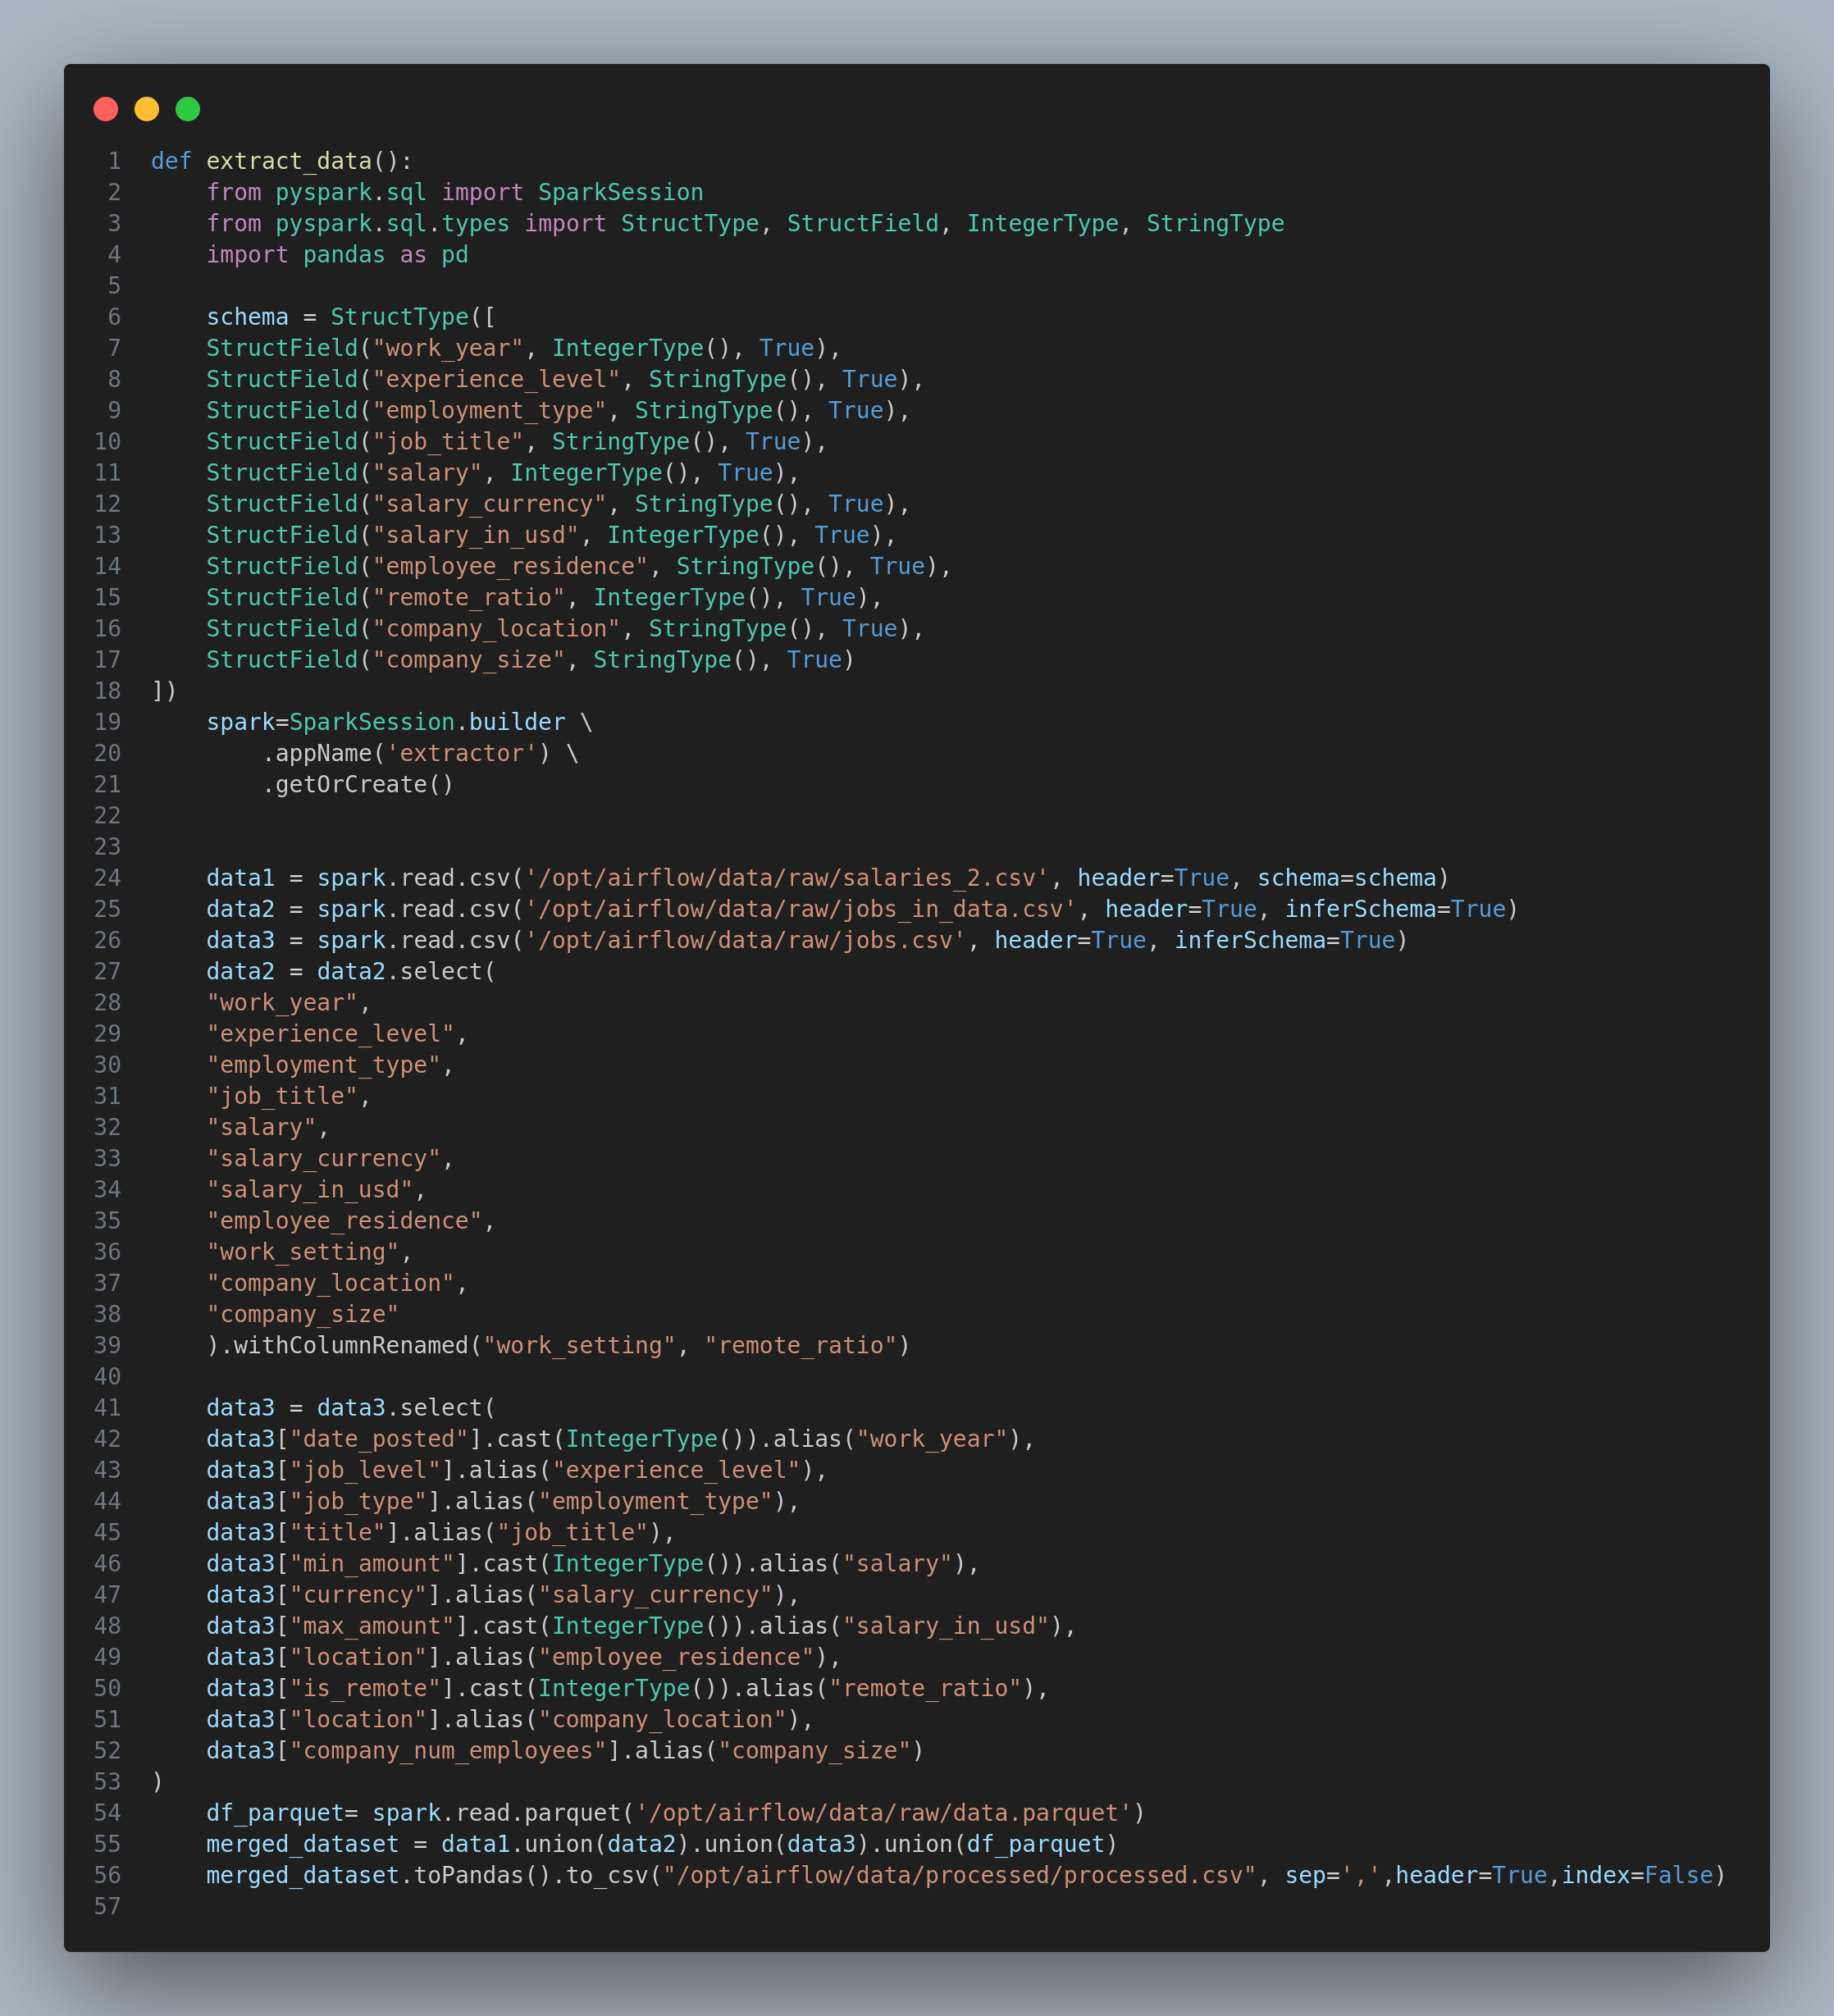 1 def extract_data():
2     from pyspark.sql import SparkSession
3     from pyspark.sql.types import StructType, StructField, IntegerType, StringType
4     import pandas as pd
5
6     schema = StructType([
7     StructField("work_year", IntegerType(), True),
8     StructField("experience_level", StringType(), True),
9     StructField("employment_type", StringType(), True),
10     StructField("job_title", StringType(), True),
11     StructField("salary", IntegerType(), True),
12     StructField("salary_currency", StringType(), True),
13     StructField("salary_in_usd", IntegerType(), True),
14     StructField("employee_residence", StringType(), True),
15     StructField("remote_ratio", IntegerType(), True),
16     StructField("company_location", StringType(), True),
17     StructField("company_size", StringType(), True)
18 ])
19     spark=SparkSession.builder \
20         .appName('extractor') \
21         .getOrCreate()
22
23
24     data1 = spark.read.csv('/opt/airflow/data/raw/salaries_2.csv', header=True, schema=schema)
25     data2 = spark.read.csv('/opt/airflow/data/raw/jobs_in_data.csv', header=True, inferSchema=True)
26     data3 = spark.read.csv('/opt/airflow/data/raw/jobs.csv', header=True, inferSchema=True)
27     data2 = data2.select(
28     "work_year",
29     "experience_level",
30     "employment_type",
31     "job_title",
32     "salary",
33     "salary_currency",
34     "salary_in_usd",
35     "employee_residence",
36     "work_setting",
37     "company_location",
38     "company_size"
39     ).withColumnRenamed("work_setting", "remote_ratio")
40
41     data3 = data3.select(
42     data3["date_posted"].cast(IntegerType()).alias("work_year"),
43     data3["job_level"].alias("experience_level"),
44     data3["job_type"].alias("employment_type"),
45     data3["title"].alias("job_title"),
46     data3["min_amount"].cast(IntegerType()).alias("salary"),
47     data3["currency"].alias("salary_currency"),
48     data3["max_amount"].cast(IntegerType()).alias("salary_in_usd"),
49     data3["location"].alias("employee_residence"),
50     data3["is_remote"].cast(IntegerType()).alias("remote_ratio"),
51     data3["location"].alias("company_location"),
52     data3["company_num_employees"].alias("company_size")
53 )
54     df_parquet= spark.read.parquet('/opt/airflow/data/raw/data.parquet')
55     merged_dataset = data1.union(data2).union(data3).union(df_parquet)
56     merged_dataset.toPandas().to_csv("/opt/airflow/data/processed/processed.csv", sep=',',header=True,index=False)
57